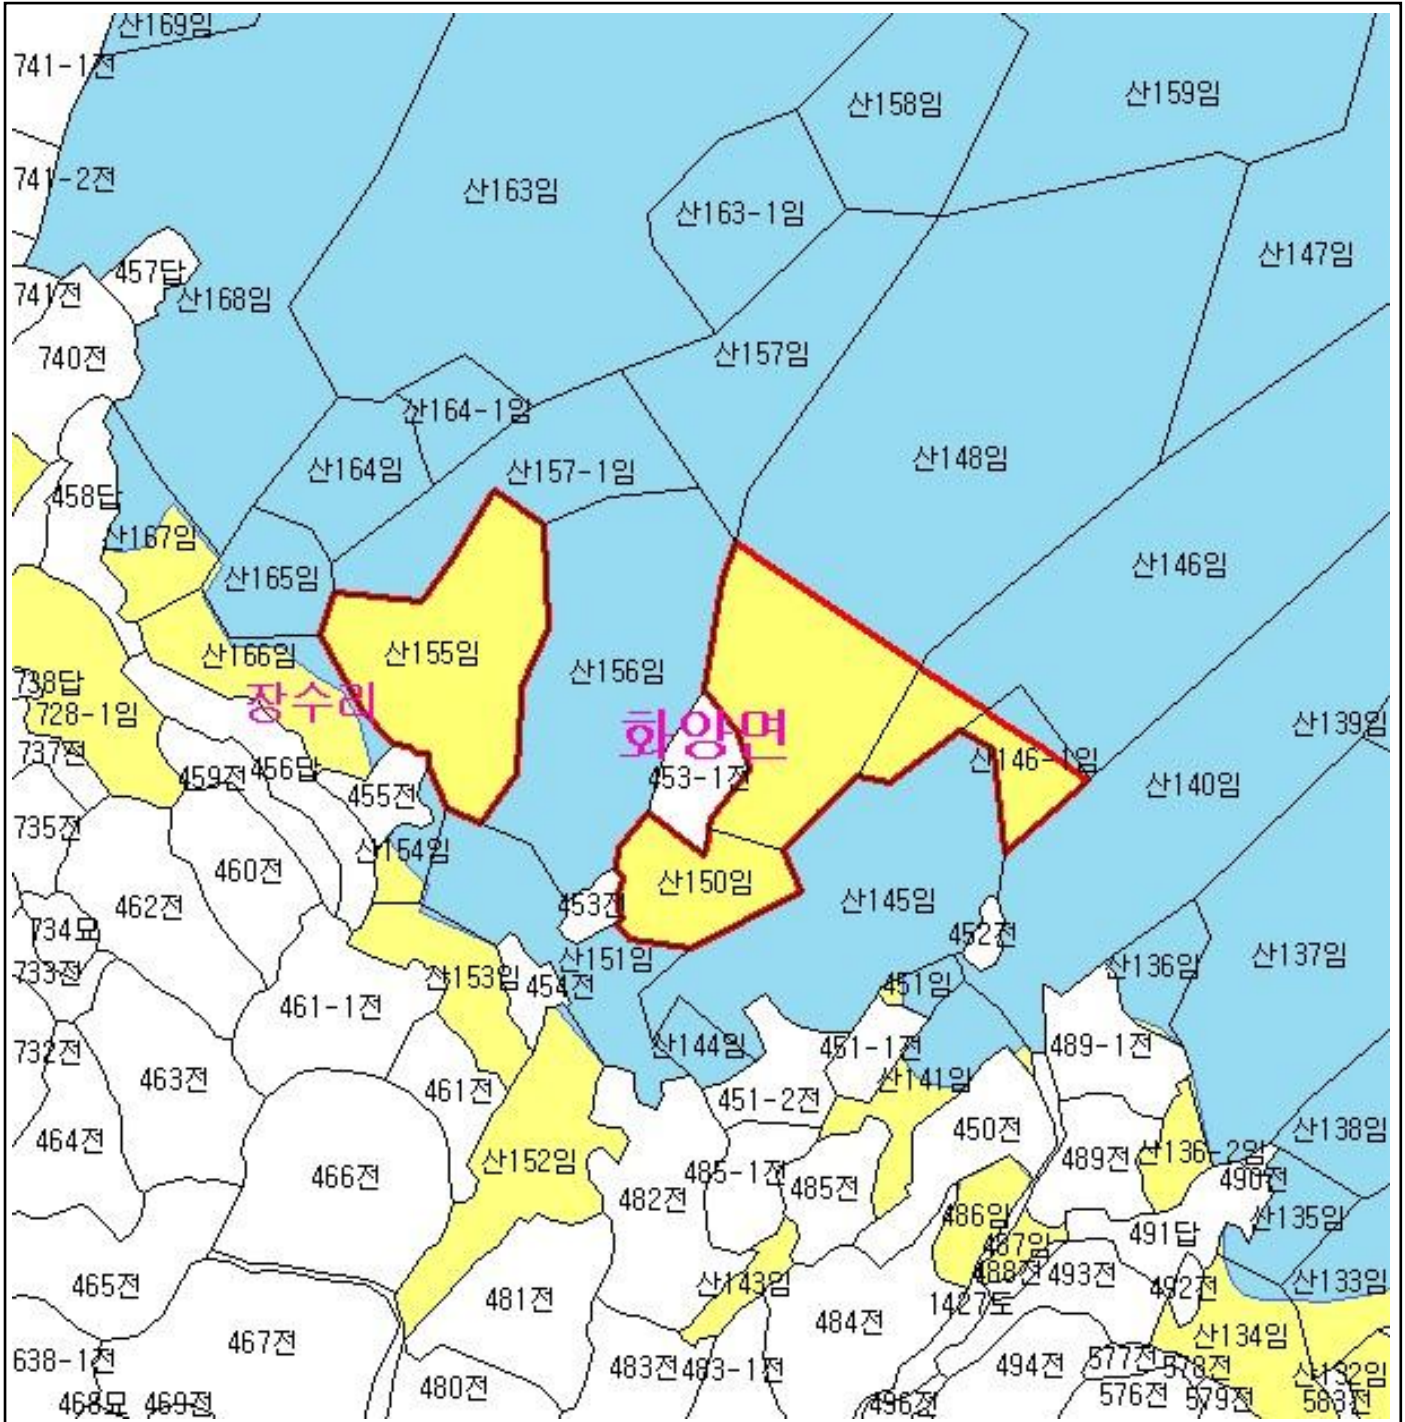 산169임
741-1전
산158임
산159임
741-2전
산163임
산163-1임
산147임
457답
741전
산168임
740전
산157임
산164-1임
산164임
산157-1임
산148임
458답
산167임
산165임
산146임
산166임
산155임
산156임
738답
장수리
728-1임
화양면
산139임
737전
459전
456답
455전
453-1전
산146-1임
산140임
735전
산154임
460전
462전
산150임
453전
산145임
734묘
452전
733전
산153임
산151임
산136임
산137임
454전
451임
461-1전
732전
산144임
451-1전
489-1전
463전
461전
산141임
451-2전
464전
450전
산138임
466전
산152임
485-1전
485전
489전
산136-2임
482전
490전
486임
산135임
487임
491답
465전
481전
산143임
488전
493전
492전
산133임
1427도
467전
484전
산134임
638-1전
483전
483-1전
494전
577전
578전
산132임
480전
468묘
469전
496전
576전
579전
583전